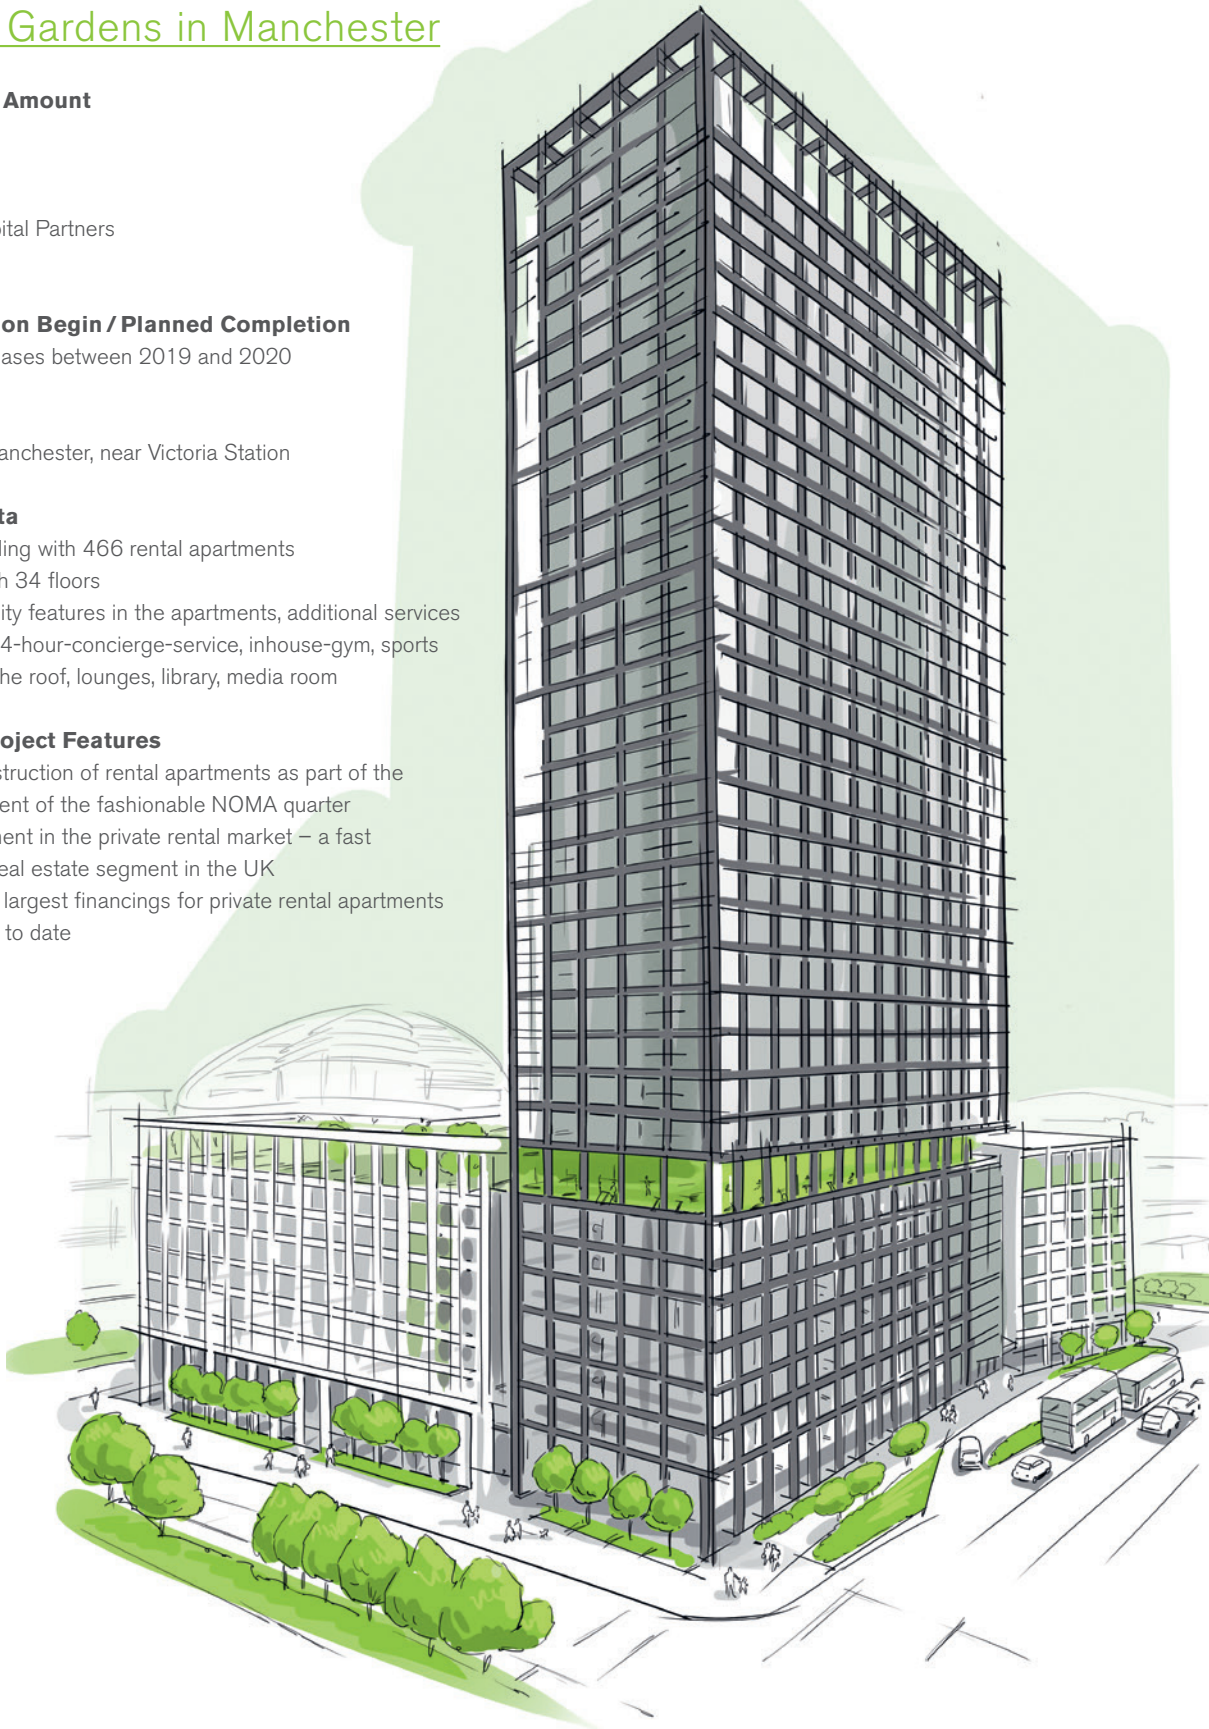 Gardens in Manchester
Amount
ital Partners
on Begin / Planned Completion
ases between 2019 and 2020
anchester, near Victoria Station
ta
ling with 466 rental apartments
h 34 floors
ity features in the apartments, additional services
4-hour-concierge-service, inhouse-gym, sports
he roof, lounges, library, media room
oject Features
struction of rental apartments as part of the
ent of the fashionable NOMA quarter
ment in the private rental market – a fast
eal estate segment in the UK
largest financings for private rental apartments
to date